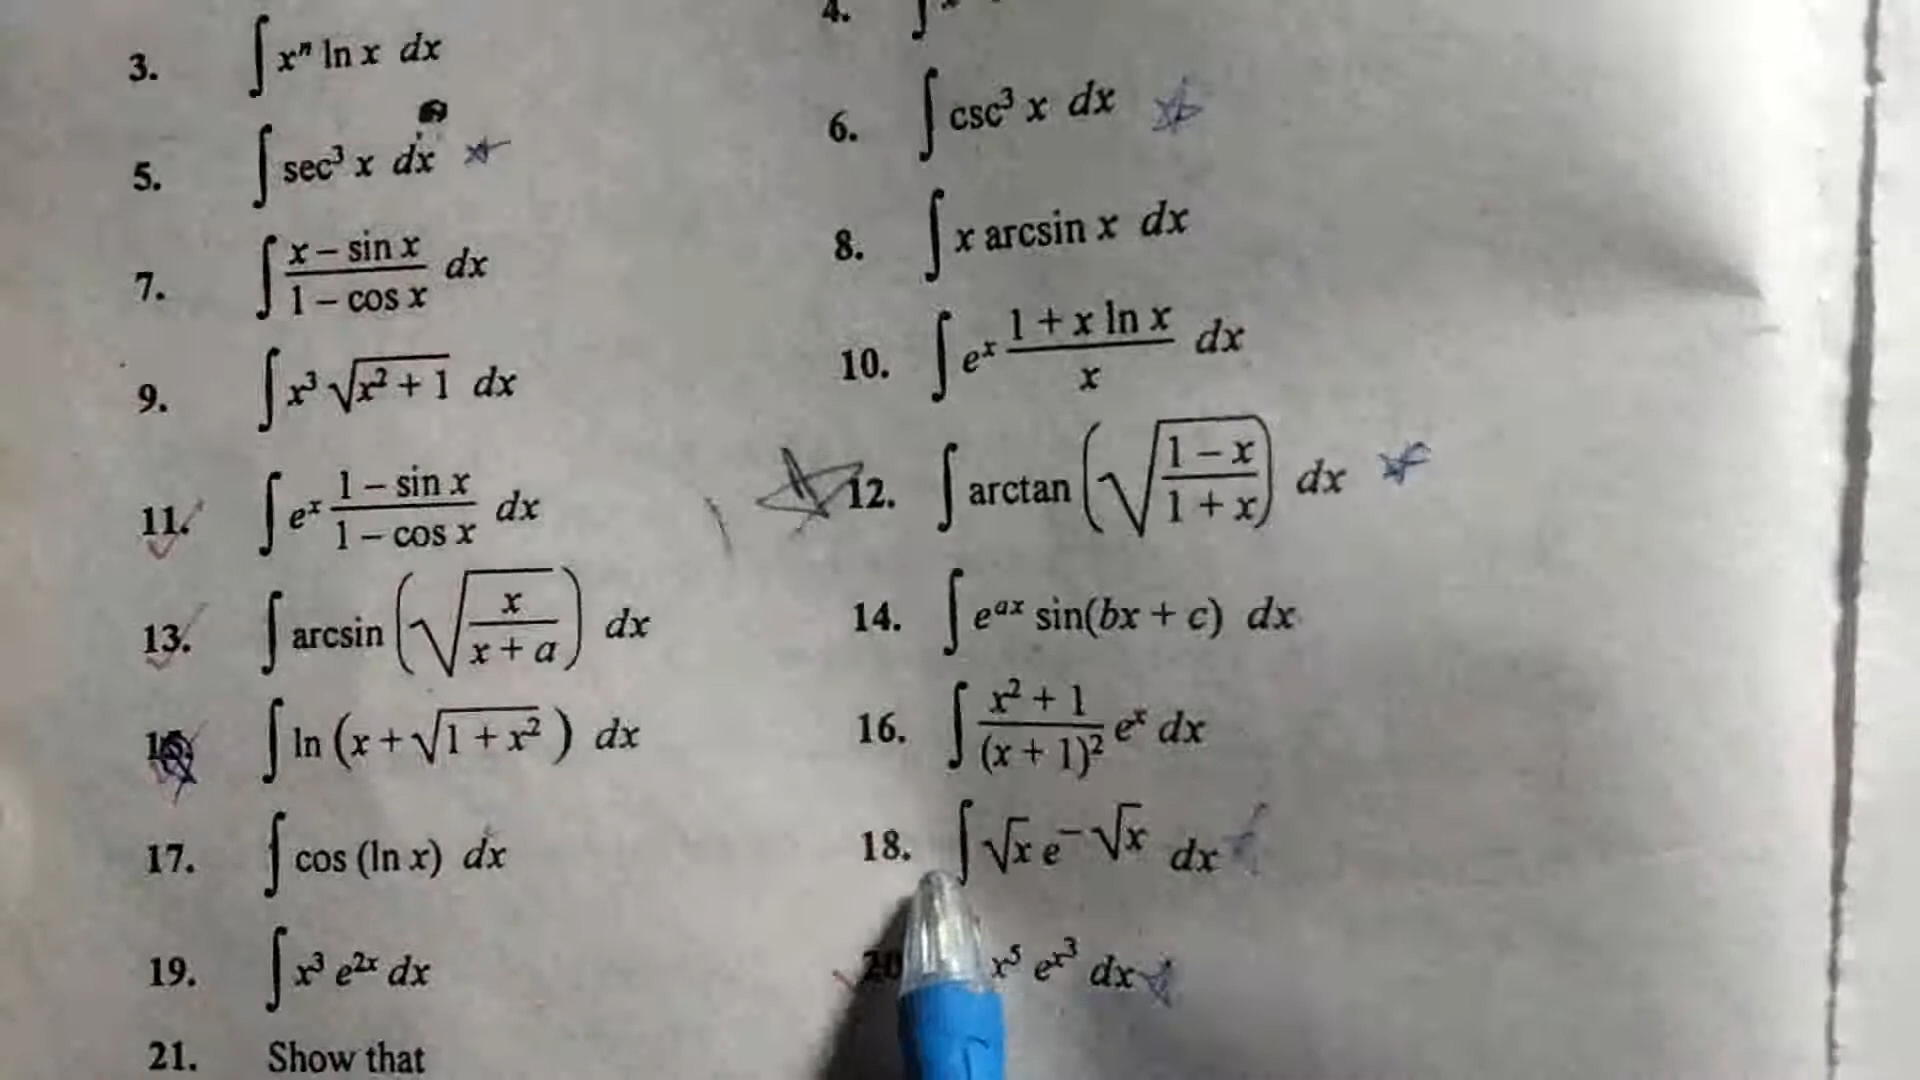 3. ∫ xⁿ ln x dx
4. ∫
5. ∫ sec³ x dx
6. ∫ csc³ x dx
7. ∫ (x – sin x)/(1 – cos x) dx
8. ∫ x arcsin x dx
9. ∫ x³ √(x² + 1) dx
10. ∫ eˣ (1 + x ln x)/x dx
11. ∫ eˣ (1 – sin x)/(1 – cos x) dx
12. ∫ arctan (√((1 – x)/(1 + x))) dx
13. ∫ arcsin (√(x/(x + a))) dx
14. ∫ eᵃˣ sin(bx + c) dx
∫ ln (x + √(1 + x²)) dx
16. ∫ (x² + 1)/(x + 1)² eˣ dx
17. ∫ cos (ln x) dx
18. ∫ √x e^(–√x) dx
19. ∫ x³ e²ˣ dx
20 x⁵ e^(x³) dx
21. Show that